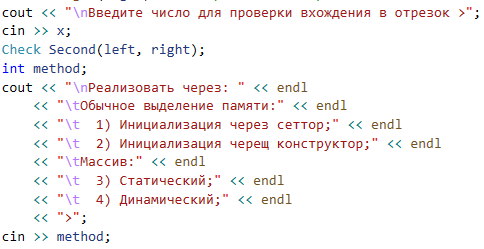 cout << "\nВведите число для проверки вхождения в отрезок >";
cin >> x;
Check Second(left, right);
int method;
cout << "\nРеализовать через: " << endl
<< "\tОбычное выделение памяти:" << endl
<< "\t  1) Инициализация через сеттор;" << endl
<< "\t  2) Инициализация черещ конструктор;" << endl
<< "\tМассив:" << endl
<< "\t  3) Статический;" << endl
<< "\t  4) Динамический;" << endl
<< ">";
cin >> method;